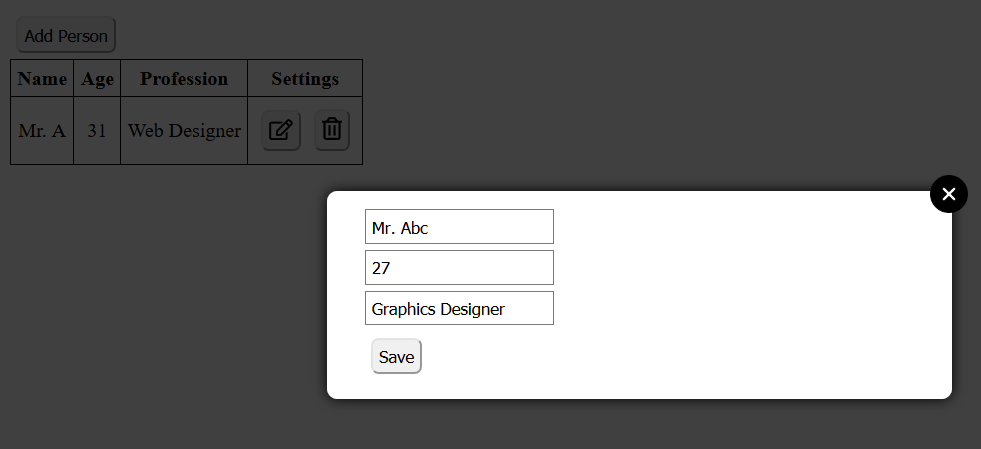 Add Person
Name Age Profession Settings
Mr. A 31 Web Designer
Mr. Abc
27
Graphics Designer
Save